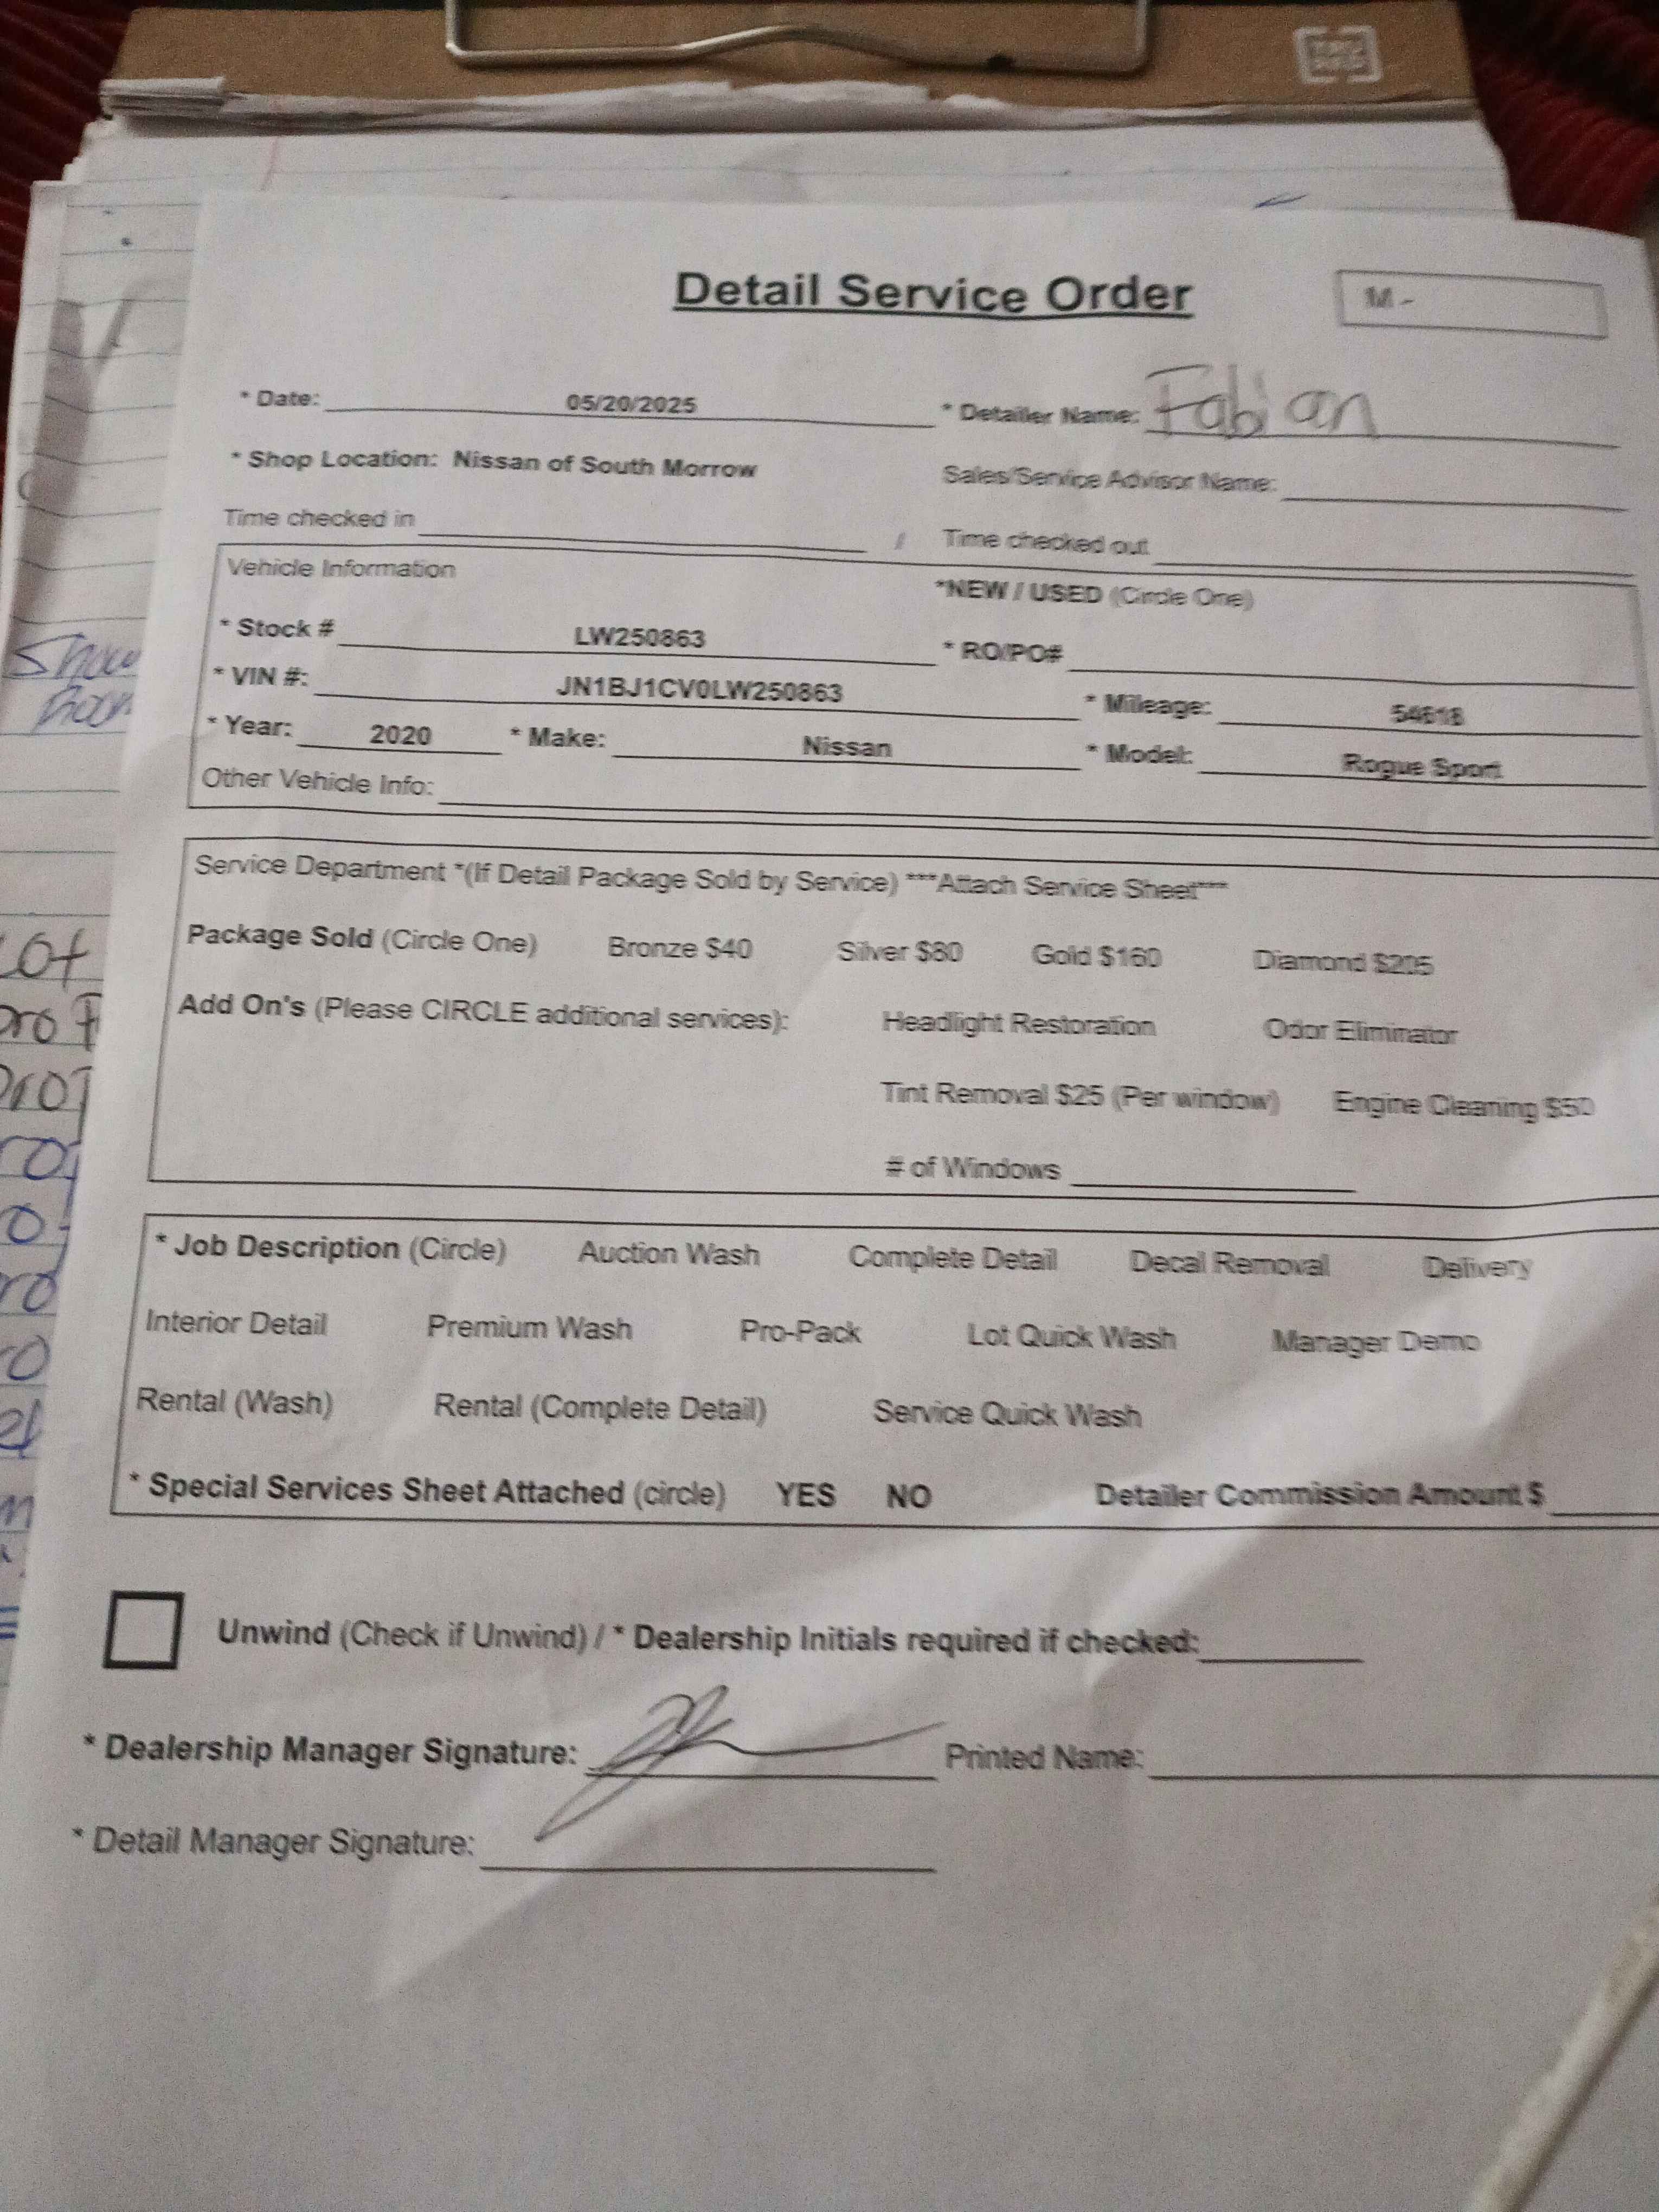 Detail Service Order
M -
* Date: 05/20/2025 * Detailer Name: Fabian
* Shop Location: Nissan of South Morrow Sales/Service Advisor Name:
Time checked in / Time checked out
Vehicle Information *NEW / USED (Circle One)
* Stock # LW250863 * RO/PO#
* VIN #: JN1BJ1CV0LW250863 * Mileage: 54618
* Year: 2020 * Make: Nissan * Model: Rogue Sport
Other Vehicle Info:
Service Department *(If Detail Package Sold by Service) ***Attach Service Sheet***
Package Sold (Circle One) Bronze $40 Silver $80 Gold $160 Diamond $205
Add On's (Please CIRCLE additional services): Headlight Restoration Odor Eliminator
Tint Removal $25 (Per window) Engine Cleaning $50
# of Windows
* Job Description (Circle) Auction Wash Complete Detail Decal Removal Delivery
Interior Detail Premium Wash Pro-Pack Lot Quick Wash Manager Demo
Rental (Wash) Rental (Complete Detail) Service Quick Wash
* Special Services Sheet Attached (circle) YES NO Detailer Commission Amount $
Unwind (Check if Unwind) / * Dealership Initials required if checked:
* Dealership Manager Signature: Printed Name:
* Detail Manager Signature:
Show
Lot